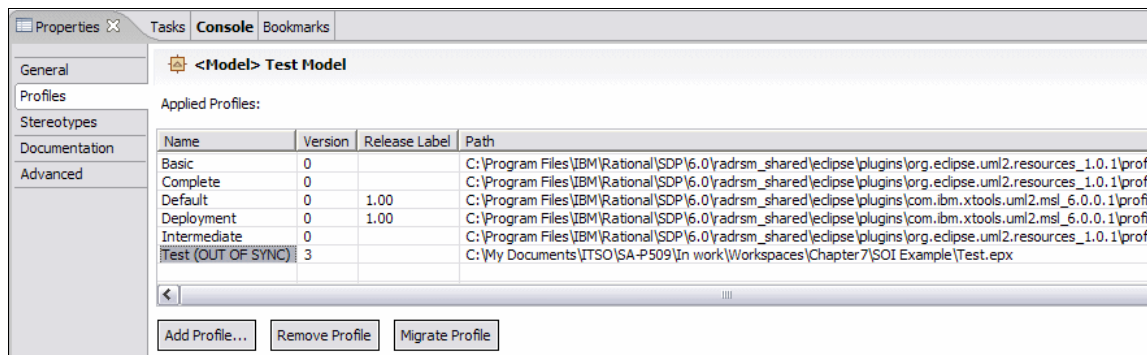 Properties Tasks Console Bookmarks
General
Profiles
Stereotypes
Documentation
Advanced
<Model> Test Model
Applied Profiles:
Name Version Release Label Path
Basic 0 C:\Program Files\IBM\Rational\SDP\6.0\radrsm_shared\eclipse\plugins\org.eclipse.uml2.resources_1.0.1\prof
Complete 0 C:\Program Files\IBM\Rational\SDP\6.0\radrsm_shared\eclipse\plugins\org.eclipse.uml2.resources_1.0.1\profi
Default 0 1.00 C:\Program Files\IBM\Rational\SDP\6.0\radrsm_shared\eclipse\plugins\com.ibm.xtools.uml2.msl_6.0.0.1\profi
Deployment 0 1.00 C:\Program Files\IBM\Rational\SDP\6.0\radrsm_shared\eclipse\plugins\com.ibm.xtools.uml2.msl_6.0.0.1\profi
Intermediate 0 C:\Program Files\IBM\Rational\SDP\6.0\radrsm_shared\eclipse\plugins\org.eclipse.uml2.resources_1.0.1\prof
Test (OUT OF SYNC) 3 C:\My Documents\ITSO\SA-P509\In work\Workspaces\Chapter7\SOI Example\Test.epx
Add Profile... Remove Profile Migrate Profile